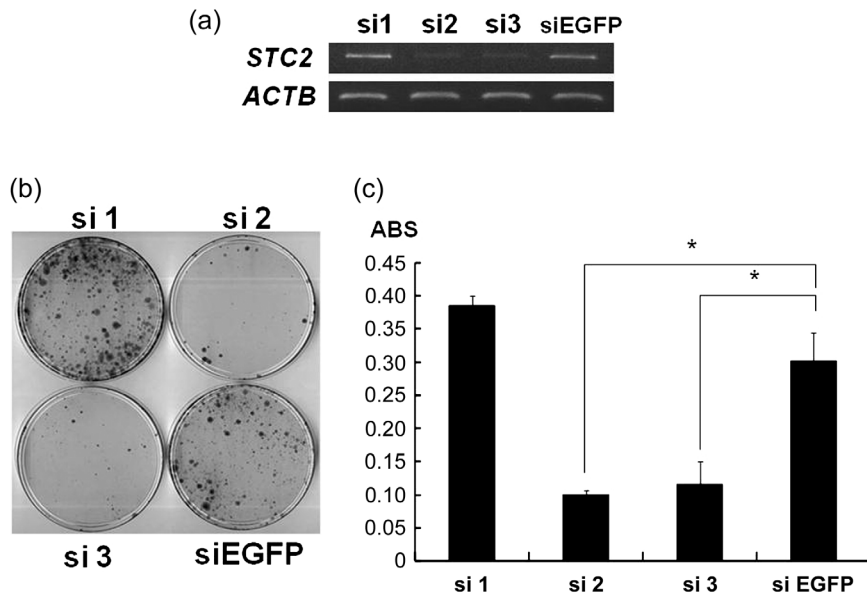 (a)
si1 si2 si3 siEGFP
STC2
ACTB
(b)
si 1 si 2
si 3 siEGFP
(c)
ABS
0.45
0.40
0.35
0.30
0.25
0.20
0.15
0.10
0.05
0
* *
si 1 si 2 si 3 si EGFP